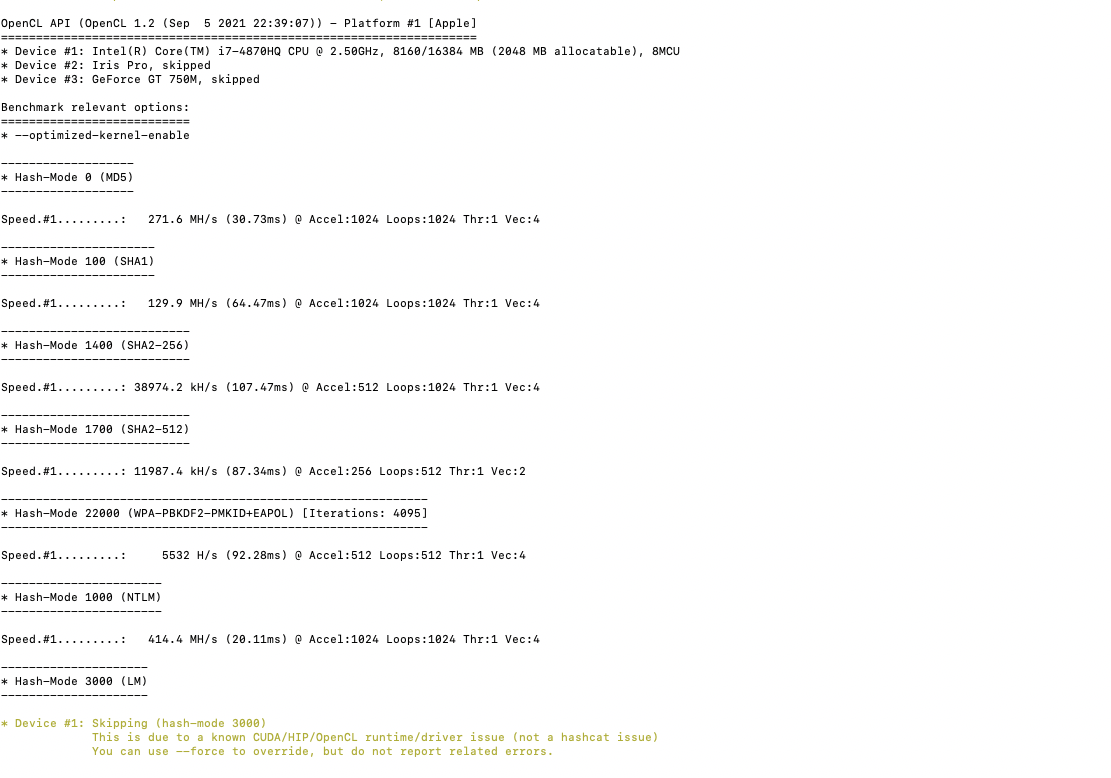 OpenCL API (OpenCL 1.2 (Sep  5 2021 22:39:07)) - Platform #1 [Apple]
====================================================================
* Device #1: Intel(R) Core(TM) i7-4870HQ CPU @ 2.50GHz, 8160/16384 MB (2048 MB allocatable), 8MCU
* Device #2: Iris Pro, skipped
* Device #3: GeForce GT 750M, skipped

Benchmark relevant options:
===========================
* --optimized-kernel-enable

-------------------
* Hash-Mode 0 (MD5)
-------------------

Speed.#1.........:   271.6 MH/s (30.73ms) @ Accel:1024 Loops:1024 Thr:1 Vec:4

----------------------
* Hash-Mode 100 (SHA1)
----------------------

Speed.#1.........:   129.9 MH/s (64.47ms) @ Accel:1024 Loops:1024 Thr:1 Vec:4

---------------------------
* Hash-Mode 1400 (SHA2-256)
---------------------------

Speed.#1.........: 38974.2 kH/s (107.47ms) @ Accel:512 Loops:1024 Thr:1 Vec:4

---------------------------
* Hash-Mode 1700 (SHA2-512)
---------------------------

Speed.#1.........: 11987.4 kH/s (87.34ms) @ Accel:256 Loops:512 Thr:1 Vec:2

-------------------------------------------------------------
* Hash-Mode 22000 (WPA-PBKDF2-PMKID+EAPOL) [Iterations: 4095]
-------------------------------------------------------------

Speed.#1.........:     5532 H/s (92.28ms) @ Accel:512 Loops:512 Thr:1 Vec:4

-----------------------
* Hash-Mode 1000 (NTLM)
-----------------------

Speed.#1.........:   414.4 MH/s (20.11ms) @ Accel:1024 Loops:1024 Thr:1 Vec:4

---------------------
* Hash-Mode 3000 (LM)
---------------------

* Device #1: Skipping (hash-mode 3000)
             This is due to a known CUDA/HIP/OpenCL runtime/driver issue (not a hashcat issue)
             You can use --force to override, but do not report related errors.